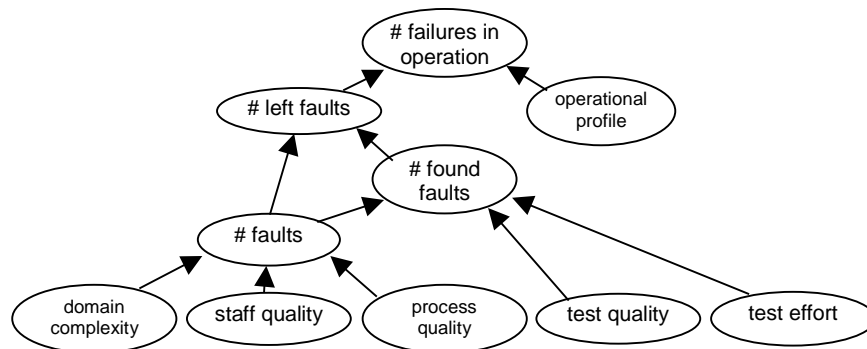 # failures in
operation
# left faults
operational
profile
# found
faults
# faults
domain
complexity
staff quality
process
quality
test quality
test effort